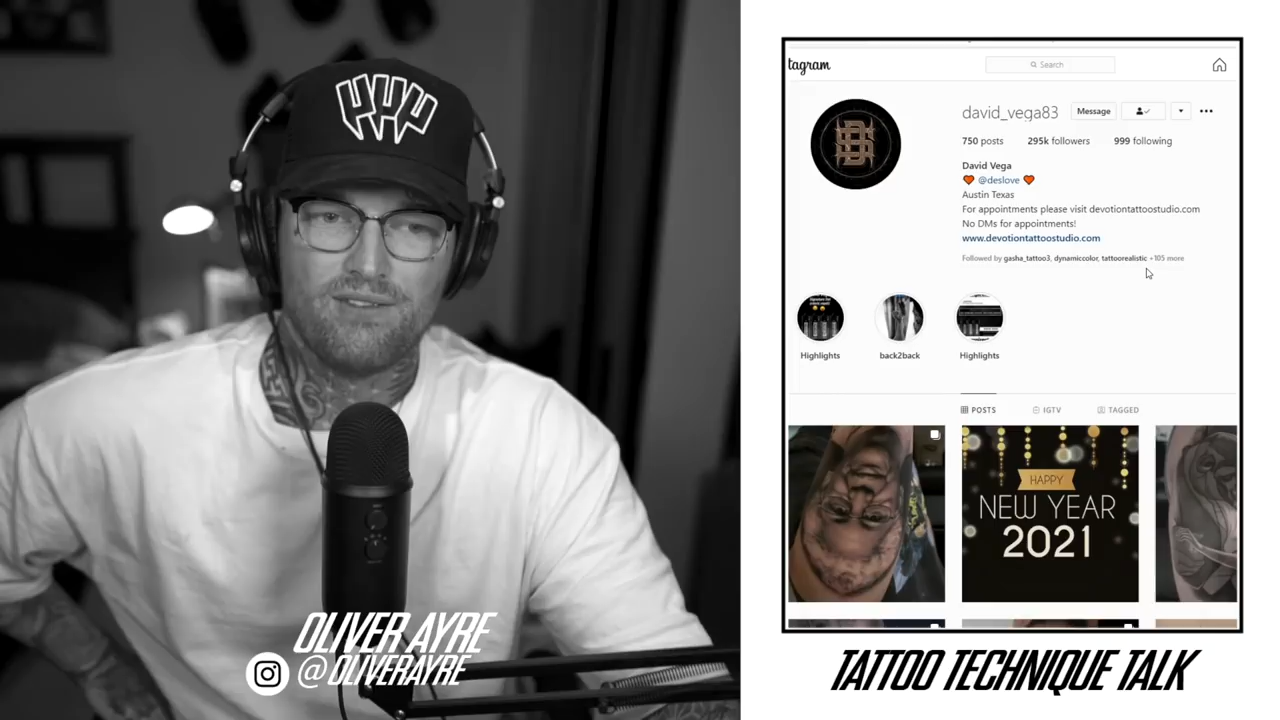 OLIVER AYRE
@OLIVERAYRE
tagram
Search
david_vega83
Message
750 posts 295k followers 999 following
David Vega
@deslove
Austin Texas
For appointments please visit devotiontattoostudio.com
No DMs for appointments!
www.devotiontattoostudio.com
Followed by gasha_tattoo3, dynamiccolor, tattoorealistic +105 more
Highlights back2back Highlights
POSTS IGTV TAGGED
HAPPY
NEW YEAR
2021
TATTOO TECHNIQUE TALK